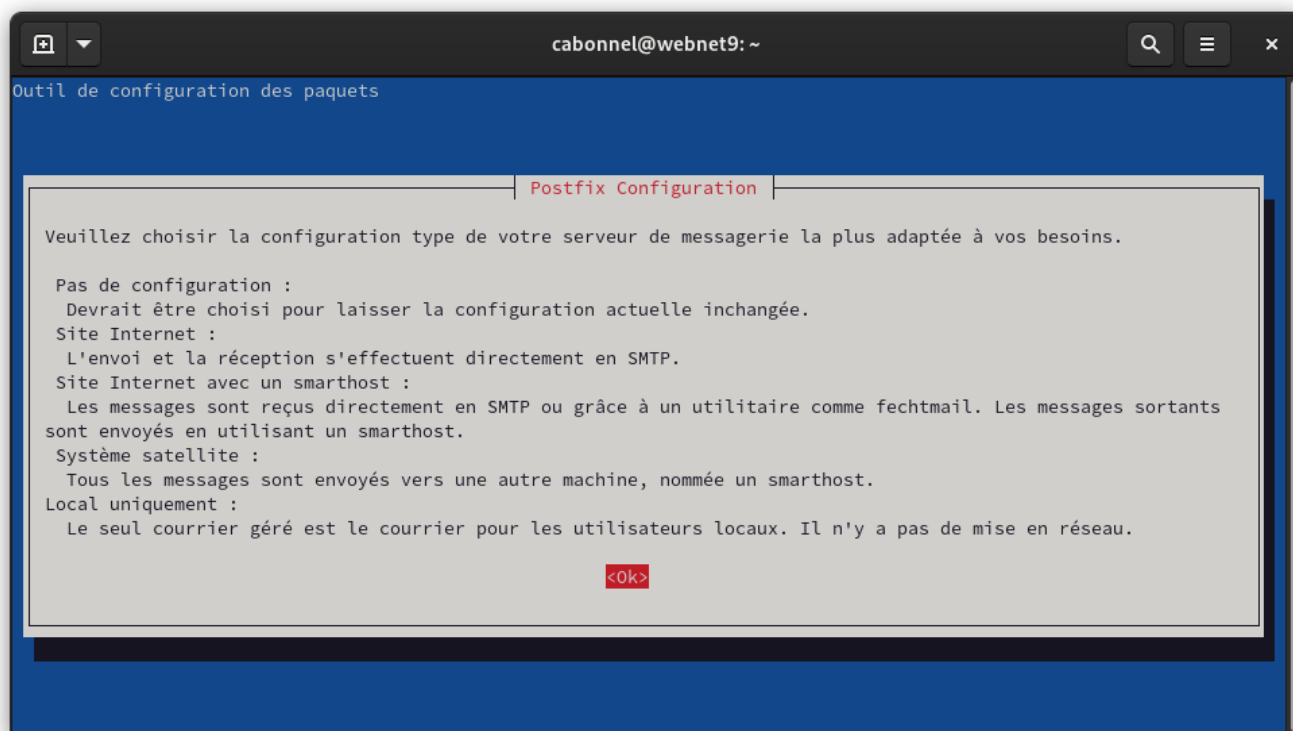 cabonnel@webnet9: ~
Outil de configuration des paquets
Postfix Configuration
Veuillez choisir la configuration type de votre serveur de messagerie la plus adaptée à vos besoins.
Pas de configuration :
Devrait être choisi pour laisser la configuration actuelle inchangée.
Site Internet :
L'envoi et la réception s'effectuent directement en SMTP.
Site Internet avec un smarthost :
Les messages sont reçus directement en SMTP ou grâce à un utilitaire comme fechtmail. Les messages sortants
sont envoyés en utilisant un smarthost.
Système satellite :
Tous les messages sont envoyés vers une autre machine, nommée un smarthost.
Local uniquement :
Le seul courrier géré est le courrier pour les utilisateurs locaux. Il n'y a pas de mise en réseau.
<Ok>